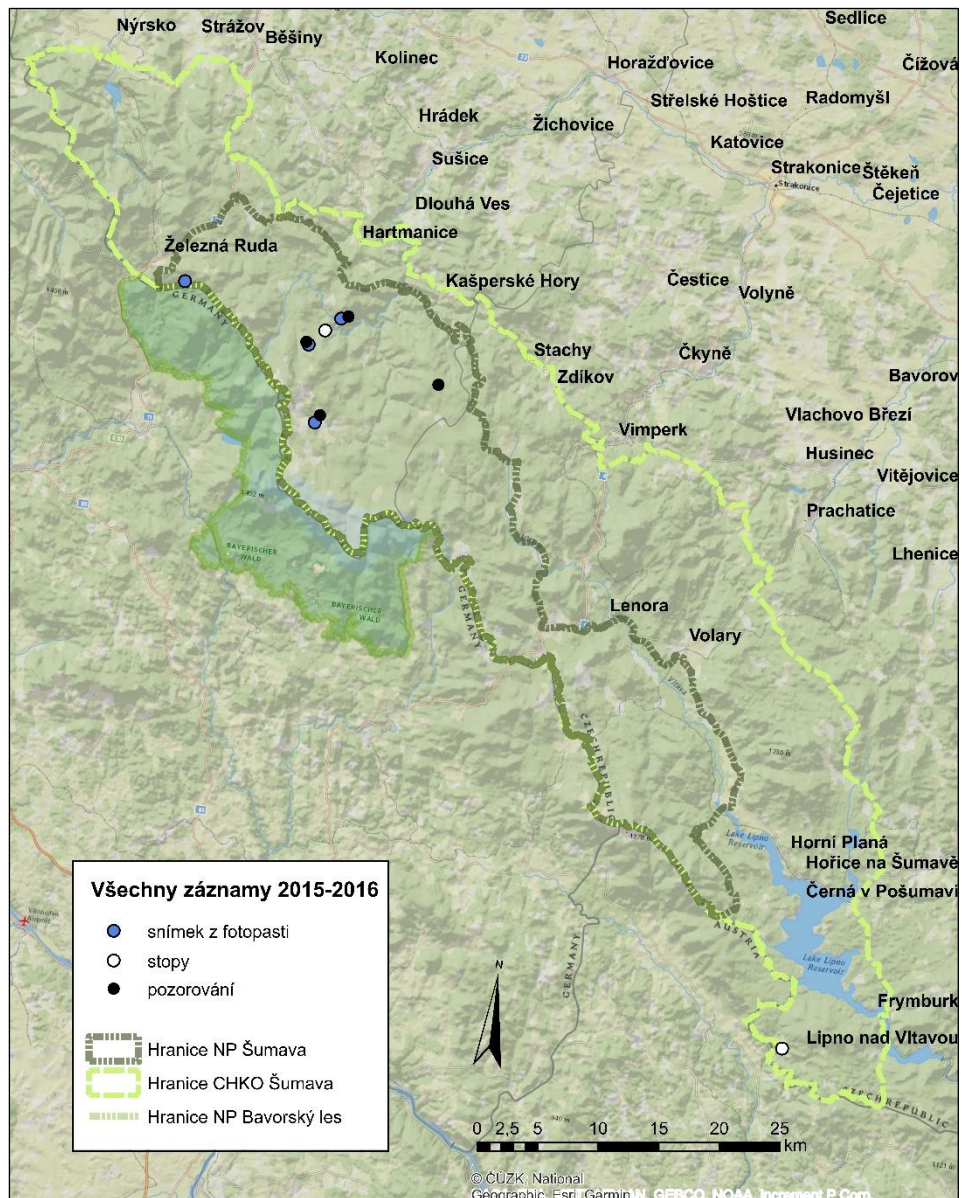 Sedlice
Nýrsko
Strážov
Běšiny
Kolinec
Horažďovice
Čížová
Střelské Hoštice
Radomyšl
Hrádek
Žichovice
Katovice
Sušice
Strakonice
Štěkeň
Strakonice
Čejetice
Dlouhá Ves
Hartmanice
Železná Ruda
Kašperské Hory
Čestice
Volyně
GERMANY
Stachy
Čkyně
Zdíkov
Bavorov
Vlachovo Březí
Vimperk
Husinec
Vitějovice
Prachatice
BAYERISCHER
WALD
Lhenice
BAYERISCHER
WALD
GERMANY
Lenora
Volary
Vltava
CZECHREPUBLIC
Lake Lipno
Reservoir
Horní Planá
Hořice na Šumavě
Černá v Pošumaví
AUSTRIA
Lake Lipno
Reservoir
GERMANY
Frymburk
Lipno nad Vltavou
CZECHREPUBLIC
Všechny záznamy 2015-2016
snímek z fotopasti
stopy
pozorování
Hranice NP Šumava
Hranice CHKO Šumava
Hranice NP Bavorský les
N
0 2,5 5 10 15 20 25
km
© ČÚZK, National
Geographic, Esri, Garmin,
GEBCO, NOAA, increment P Corp.